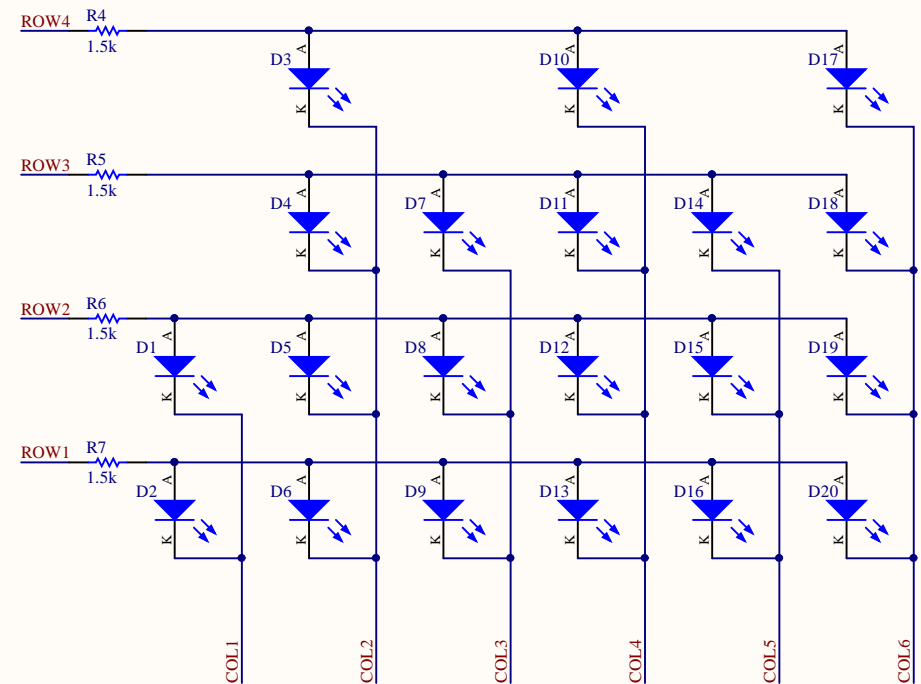 ROW4 R4
1.5k
D3 A K D10 A K D17 A K
ROW3 R5
1.5k
D4 A K D7 A K D11 A K D14 A K D18 A K
ROW2 R6
1.5k
D1 A K D5 A K D8 A K D12 A K D15 A K D19 A K
ROW1 R7
1.5k
D2 A K D6 A K D9 A K D13 A K D16 A K D20 A K
COL1 COL2 COL3 COL4 COL5 COL6